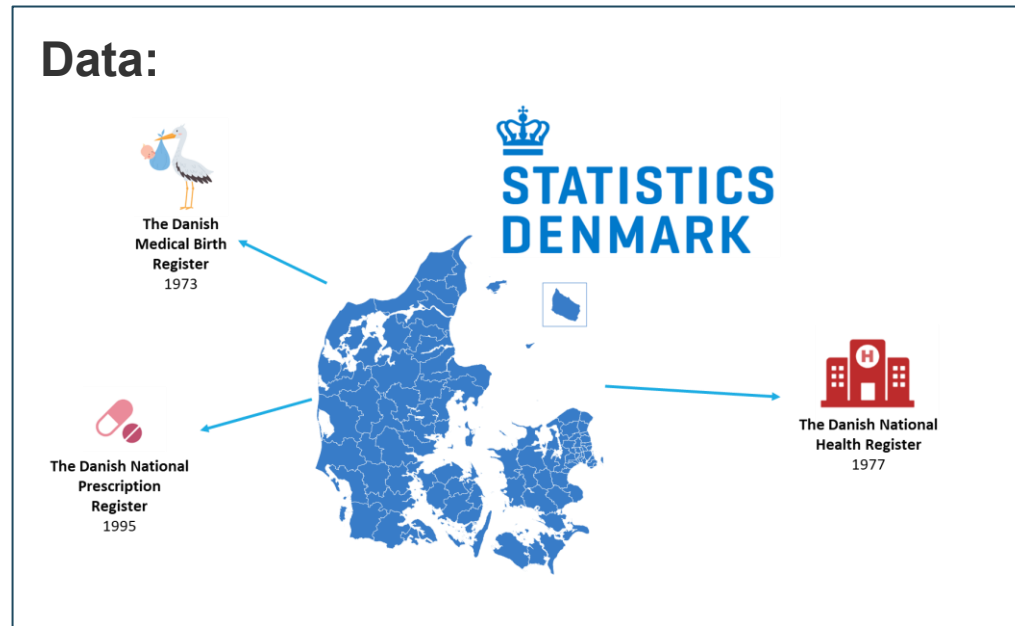 Data:
STATISTICS
DENMARK
The Danish
Medical Birth
Register
1973
H
The Danish National
Health Register
1977
The Danish National
Prescription
Register
1995